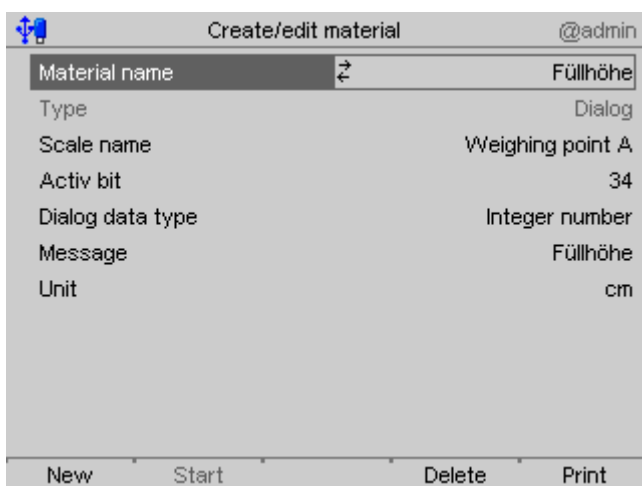 Create/edit material @admin
Material name Füllhöhe
Type Dialog
Scale name Weighing point A
Activ bit 34
Dialog data type Integer number
Message Füllhöhe
Unit cm
New Start Delete Print